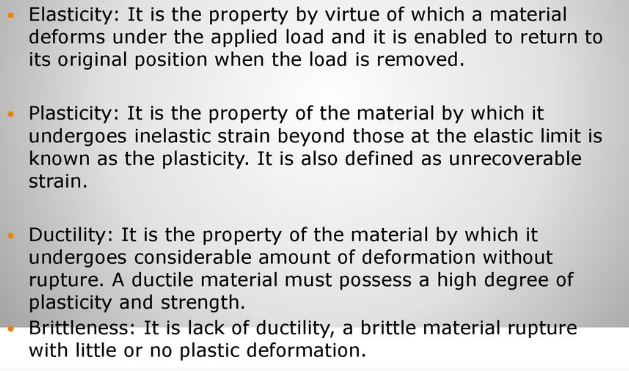 • Elasticity: It is the property by virtue of which a material
deforms under the applied load and it is enabled to return to
its original position when the load is removed.
• Plasticity: It is the property of the material by which it
undergoes inelastic strain beyond those at the elastic limit is
known as the plasticity. It is also defined as unrecoverable
strain.
• Ductility: It is the property of the material by which it
undergoes considerable amount of deformation without
rupture. A ductile material must possess a high degree of
plasticity and strength.
• Brittleness: It is lack of ductility, a brittle material rupture
with little or no plastic deformation.